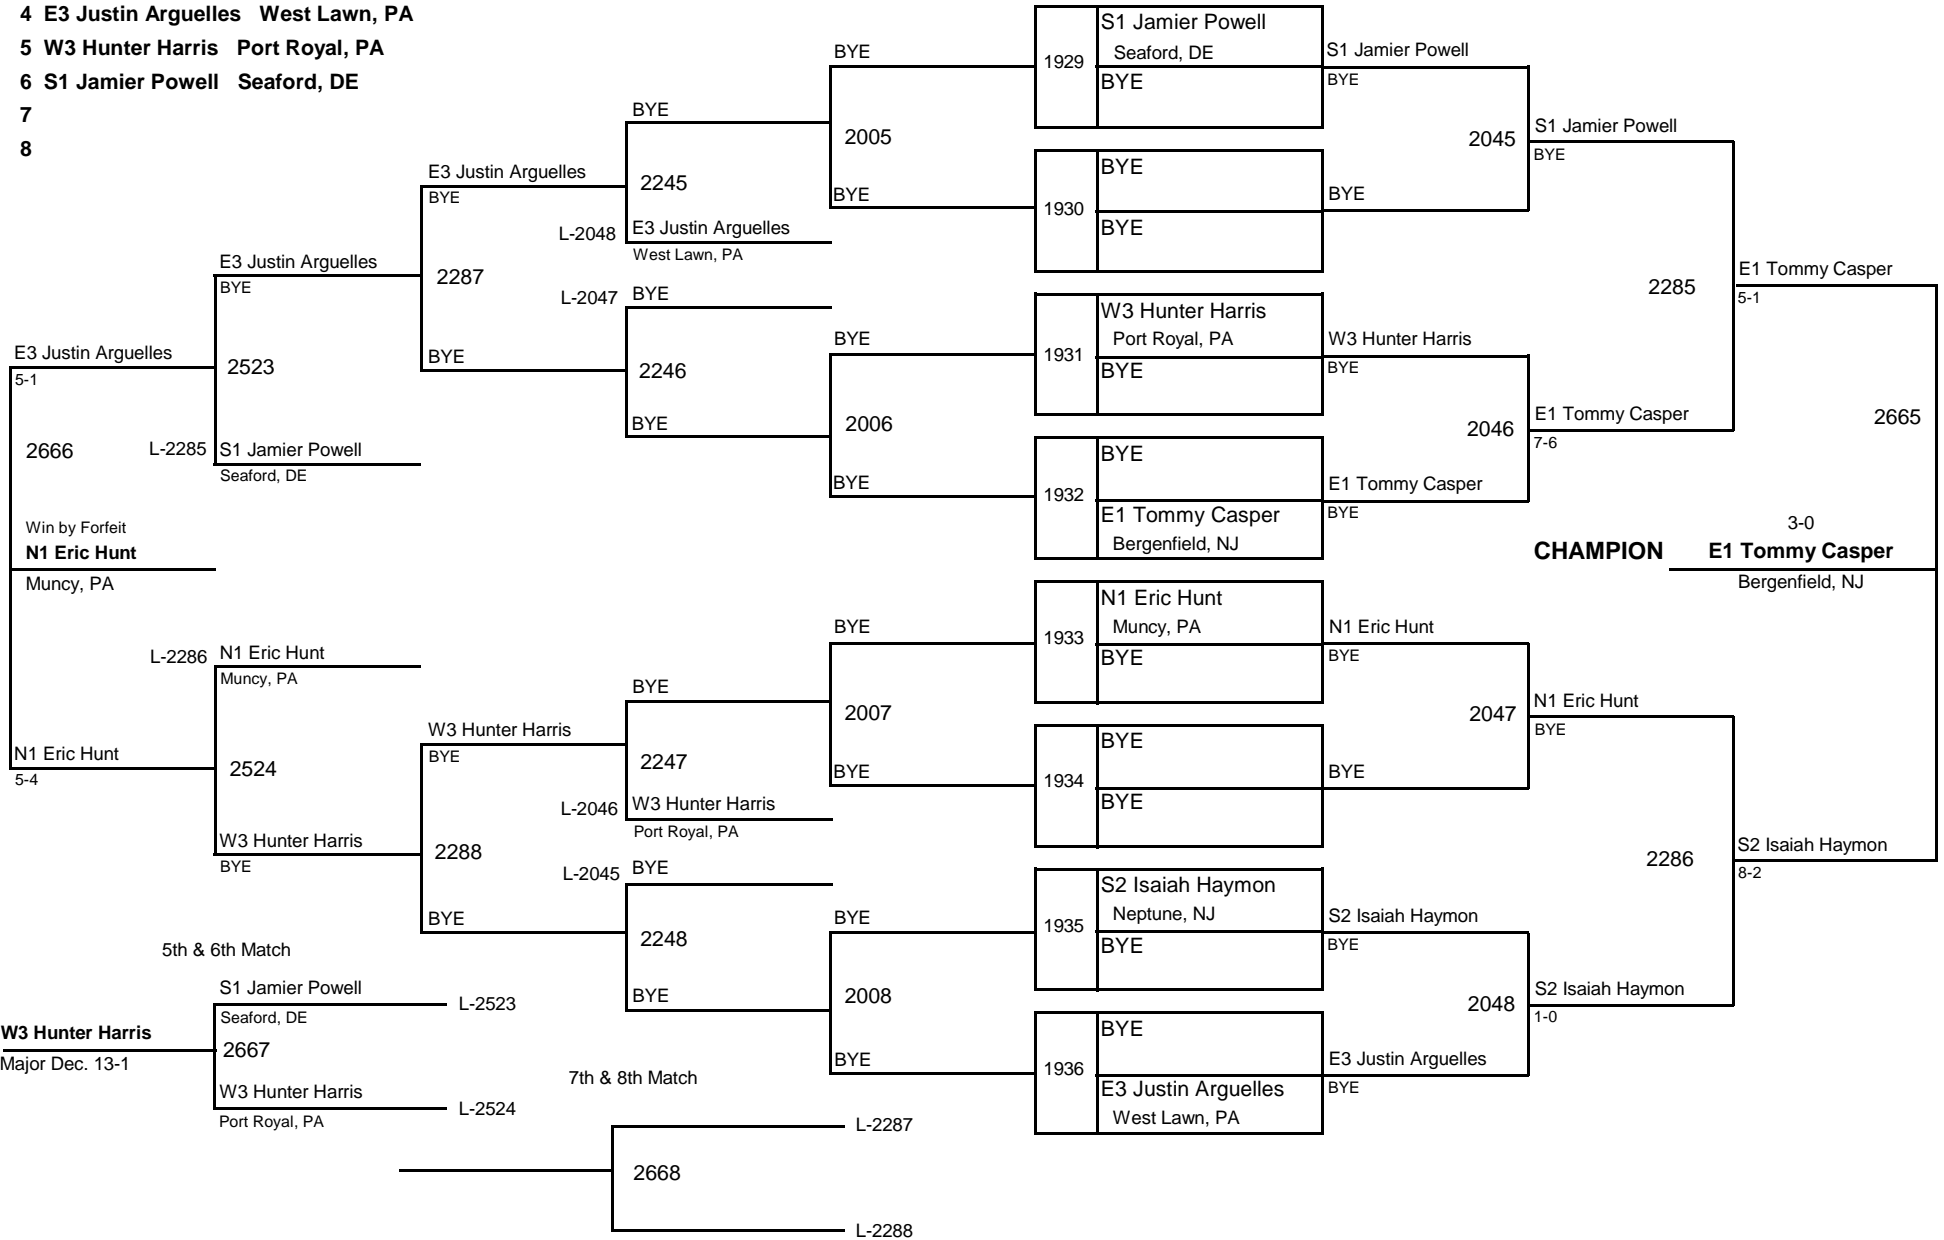 4 E3 Justin Arguelles West Lawn, PA
5 W3 Hunter Harris Port Royal, PA
6 S1 Jamier Powell Seaford, DE
7
8
E3 Justin Arguelles
5-1
2666
Win by Forfeit
N1 Eric Hunt
Muncy, PA
N1 Eric Hunt
5-4
E3 Justin Arguelles
BYE
2523
L-2285 S1 Jamier Powell
Seaford, DE
L-2286 N1 Eric Hunt
Muncy, PA
2524
W3 Hunter Harris
BYE
5th & 6th Match
S1 Jamier Powell
L-2523
Seaford, DE
W3 Hunter Harris
2667
Major Dec. 13-1
W3 Hunter Harris
L-2524
Port Royal, PA
E3 Justin Arguelles
BYE
2287
BYE
W3 Hunter Harris
BYE
2288
BYE
7th & 8th Match
L-2287
2668
L-2288
BYE
2245
L-2048 E3 Justin Arguelles
West Lawn, PA
L-2047 BYE
2246
BYE
BYE
2247
L-2046 W3 Hunter Harris
Port Royal, PA
L-2045 BYE
2248
BYE
BYE
2005
BYE
BYE
2006
BYE
BYE
2007
BYE
BYE
2008
BYE
S1 Jamier Powell
1929 Seaford, DE
BYE
BYE
1930
BYE
W3 Hunter Harris
Port Royal, PA
1931
BYE
BYE
1932
E1 Tommy Casper
Bergenfield, NJ
N1 Eric Hunt
Muncy, PA
1933
BYE
BYE
1934
BYE
S2 Isaiah Haymon
Neptune, NJ
1935
BYE
BYE
1936
E3 Justin Arguelles
West Lawn, PA
S1 Jamier Powell
BYE
2045
BYE
W3 Hunter Harris
BYE
2046
E1 Tommy Casper
BYE
N1 Eric Hunt
BYE
2047
BYE
S2 Isaiah Haymon
BYE
2048
E3 Justin Arguelles
BYE
S1 Jamier Powell
BYE
2285
E1 Tommy Casper
7-6
N1 Eric Hunt
BYE
2286
S2 Isaiah Haymon
1-0
E1 Tommy Casper
5-1
2665
3-0
CHAMPION E1 Tommy Casper
Bergenfield, NJ
S2 Isaiah Haymon
8-2